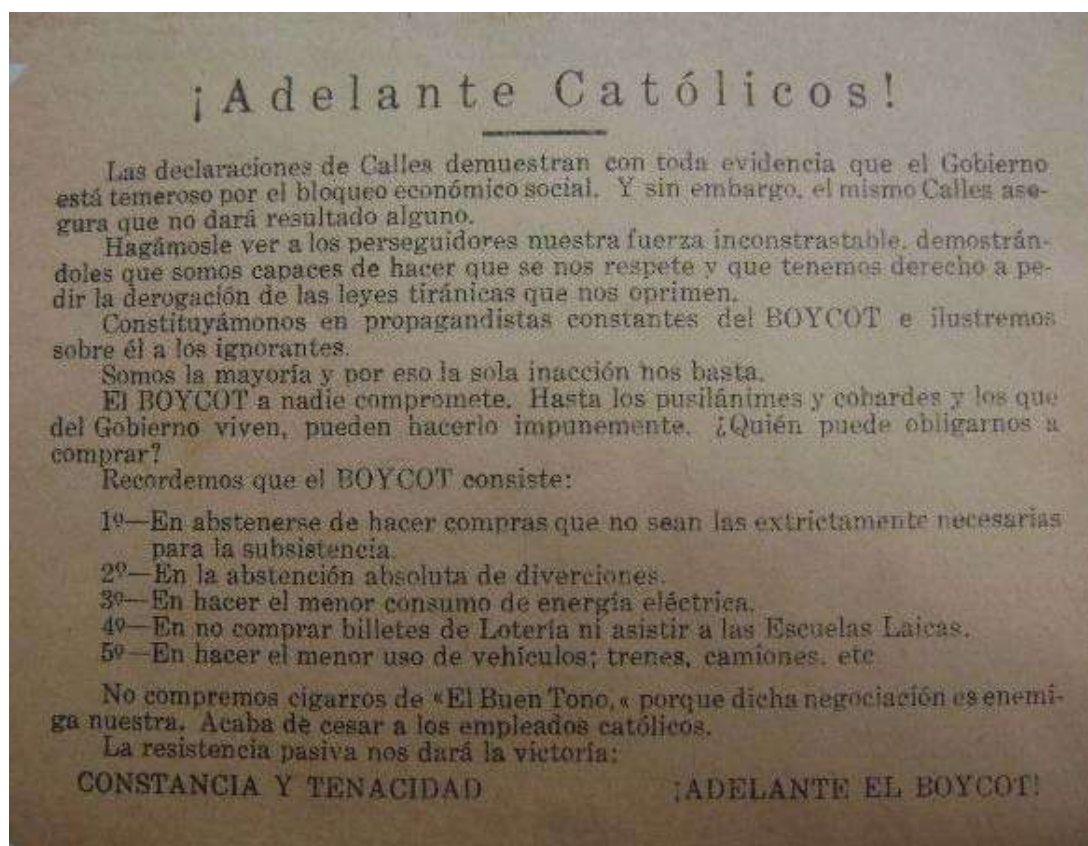 ¡Adelante Católicos!
Las declaraciones de Calles demuestran con toda evidencia que el Gobierno
está temeroso por el bloqueo económico social. Y sin embargo, el mismo Calles ase-
gura que no dará resultado alguno.
Hagámosle ver a los perseguidores nuestra fuerza inconstrastable, demostrán-
doles que somos capaces de hacer que se nos respete y que tenemos derecho a pe-
dir la derogación de las leyes tiránicas que nos oprimen.
Constituyámonos en propagandistas constantes del BOYCOT e ilustremos
sobre él a los ignorantes.
Somos la mayoría y por eso la sola inacción nos basta.
El BOYCOT a nadie compromete. Hasta los pusilánimes y cobardes y los que
del Gobierno viven, pueden hacerlo impunemente. ¿Quién puede obligarnos a
comprar?
Recordemos que el BOYCOT consiste:
1º—En abstenerse de hacer compras que no sean las extrictamente necesarias
para la subsistencia.
2º—En la abstención absoluta de diverciones.
3º—En hacer el menor consumo de energía eléctrica.
4º—En no comprar billetes de Lotería ni asistir a las Escuelas Laicas.
5º—En hacer el menor uso de vehículos; trenes, camiones, etc
No compremos cigarros de «El Buen Tono,« porque dicha negociación es enemi-
ga nuestra. Acaba de cesar a los empleados católicos.
La resistencia pasiva nos dará la victoria:
CONSTANCIA Y TENACIDAD ¡ADELANTE EL BOYCOT!